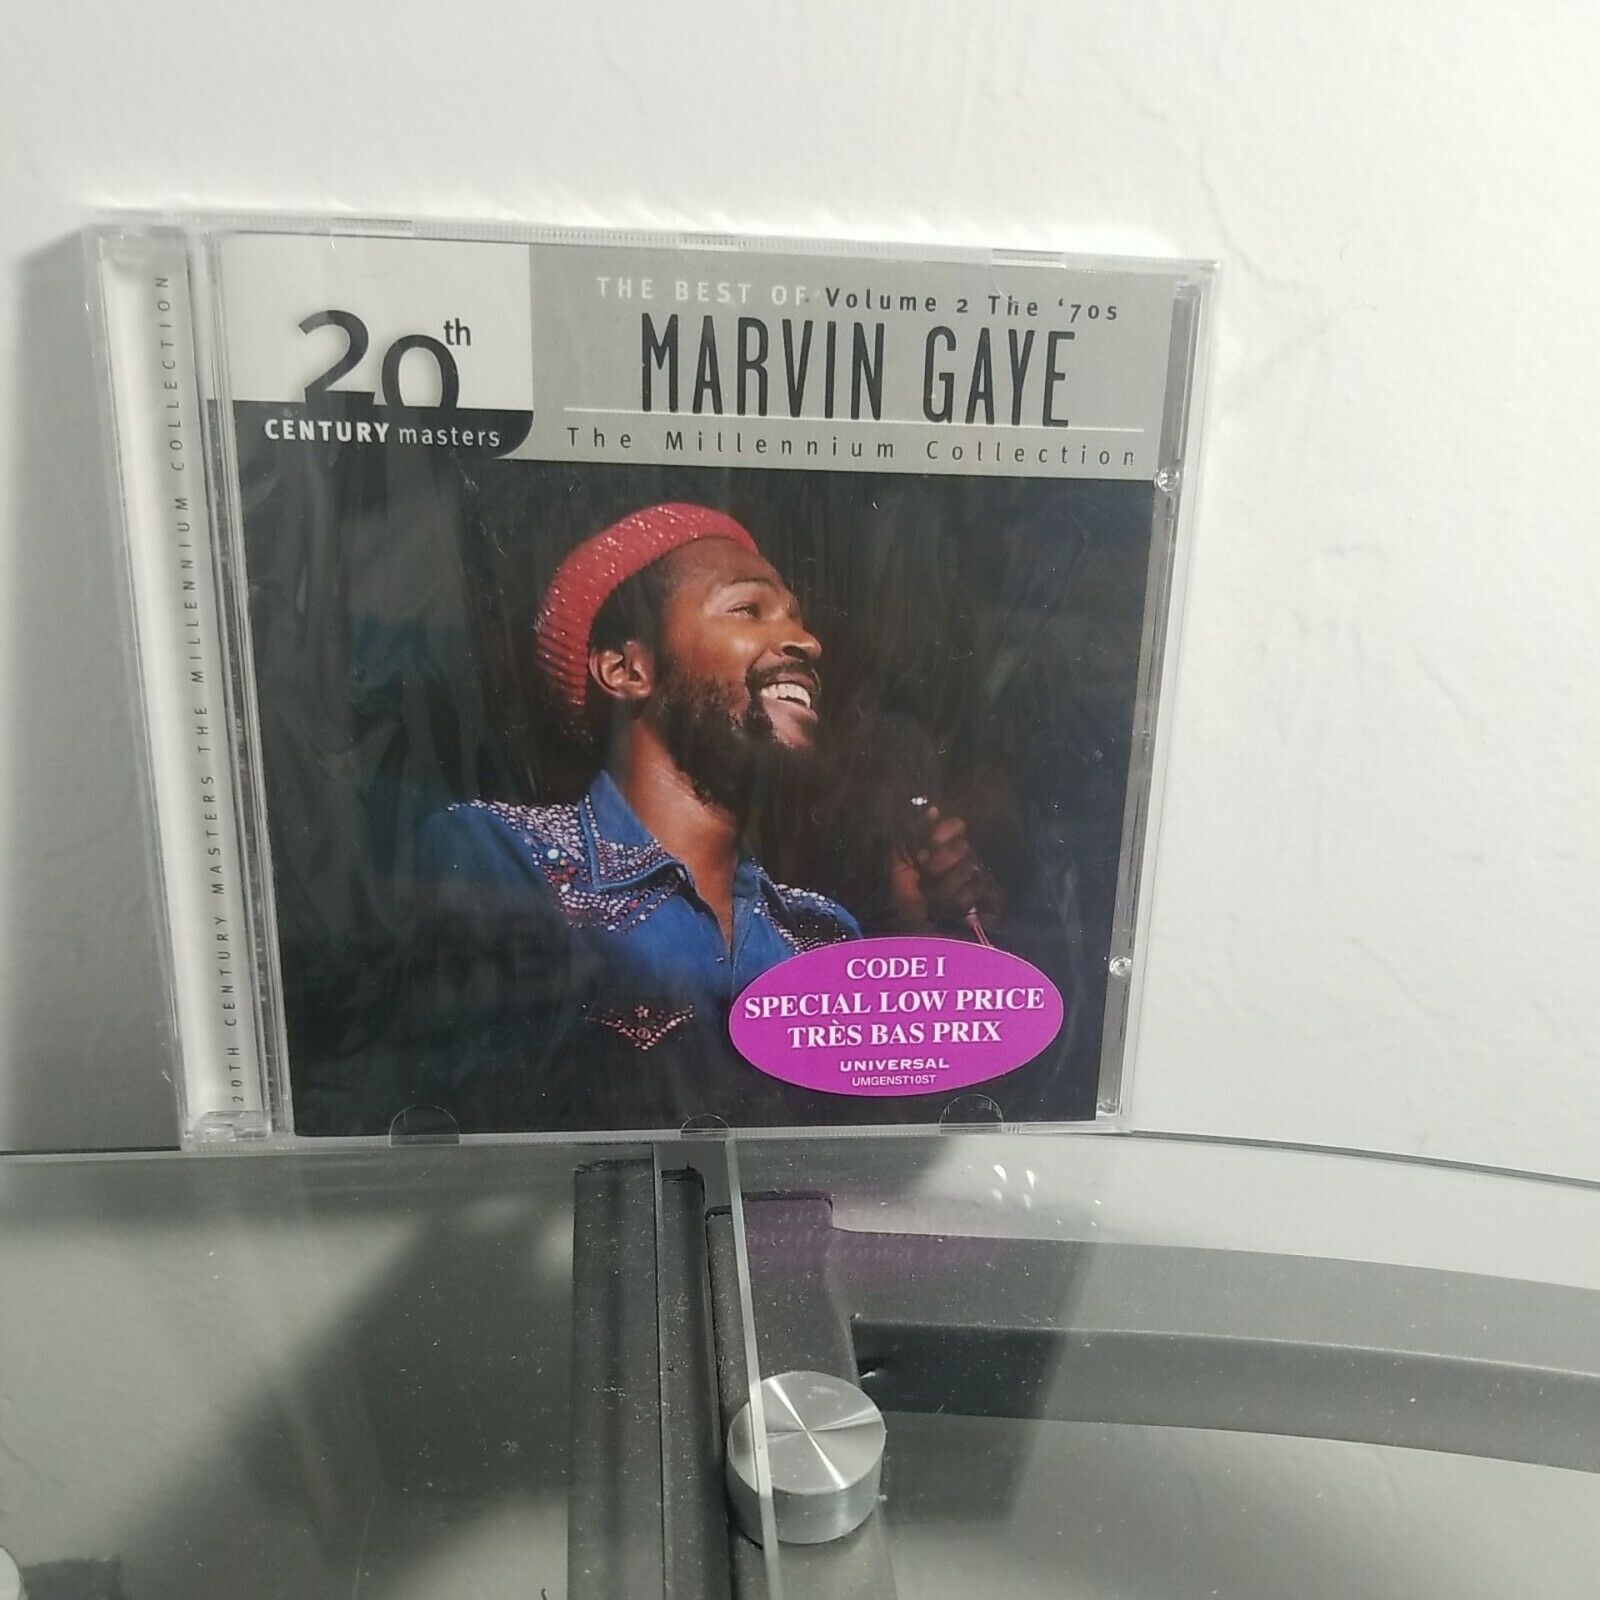 20TH CENTURY MASTERS THE MILLENNIUM COLLECTION
20th
CENTURY masters
THE BEST OF Volume 2 The '70s
MARVIN GAYE
The Millennium Collection
CODE I
SPECIAL LOW PRICE
TRÈS BAS PRIX
UNIVERSAL
UMGENST10ST